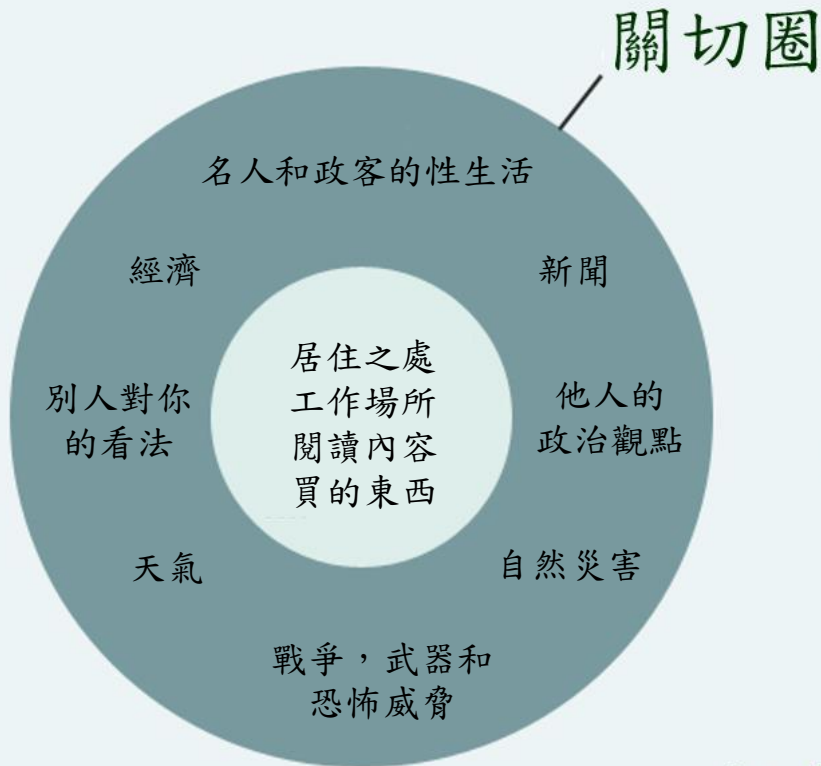 關切圈
名人和政客的性生活
經濟
新聞
居住之處
工作場所
閱讀內容
買的東西
別人對你
的看法
他人的
政治觀點
天氣
自然災害
戰爭，武器和
恐怖威脅